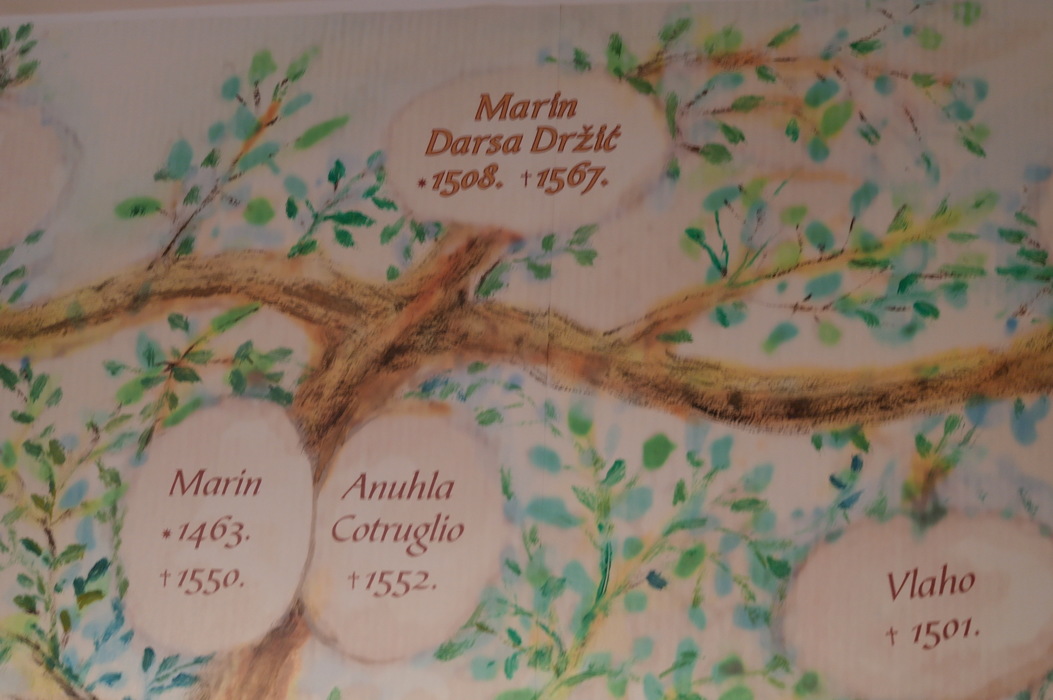 Marin
Darsa Držić
*1508. †1567.
Marin
*1463.
†1550.
Anuhla
Cotruglio
†1552.
Vlaho
† 1501.